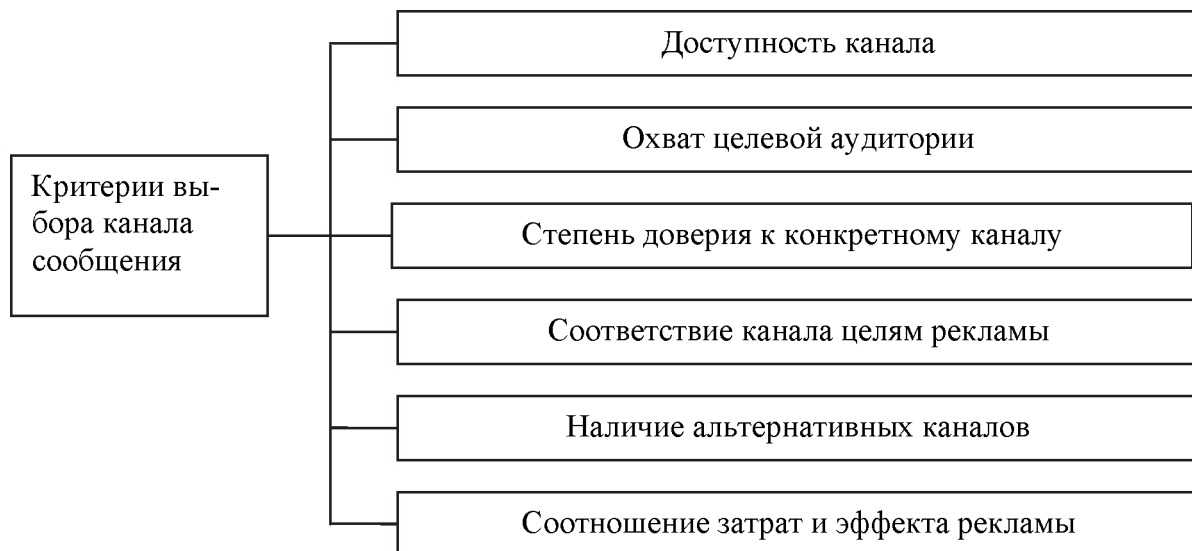 Доступность канала
Охват целевой аудитории
Критерии вы-
бора канала
сообщения
Степень доверия к конкретному каналу
Соответствие канала целям рекламы
Наличие альтернативных каналов
Соотношение затрат и эффекта рекламы